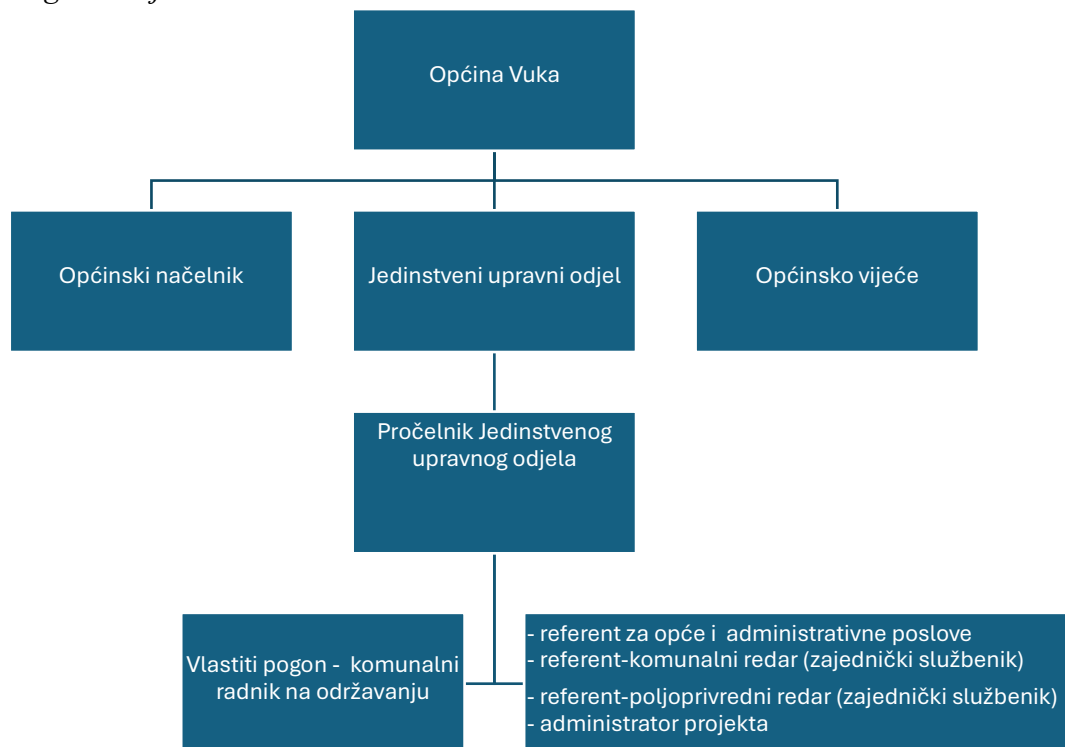 Općina Vuka
Općinski načelnik
Jedinstveni upravni odjel
Općinsko vijeće
Pročelnik Jedinstvenog
upravnog odjela
Vlastiti pogon - komunalni
radnik na održavanju
- referent za opće i administrativne poslove
- referent-komunalni redar (zajednički službenik)
- referent-poljoprivredni redar (zajednički službenik)
- administrator projekta